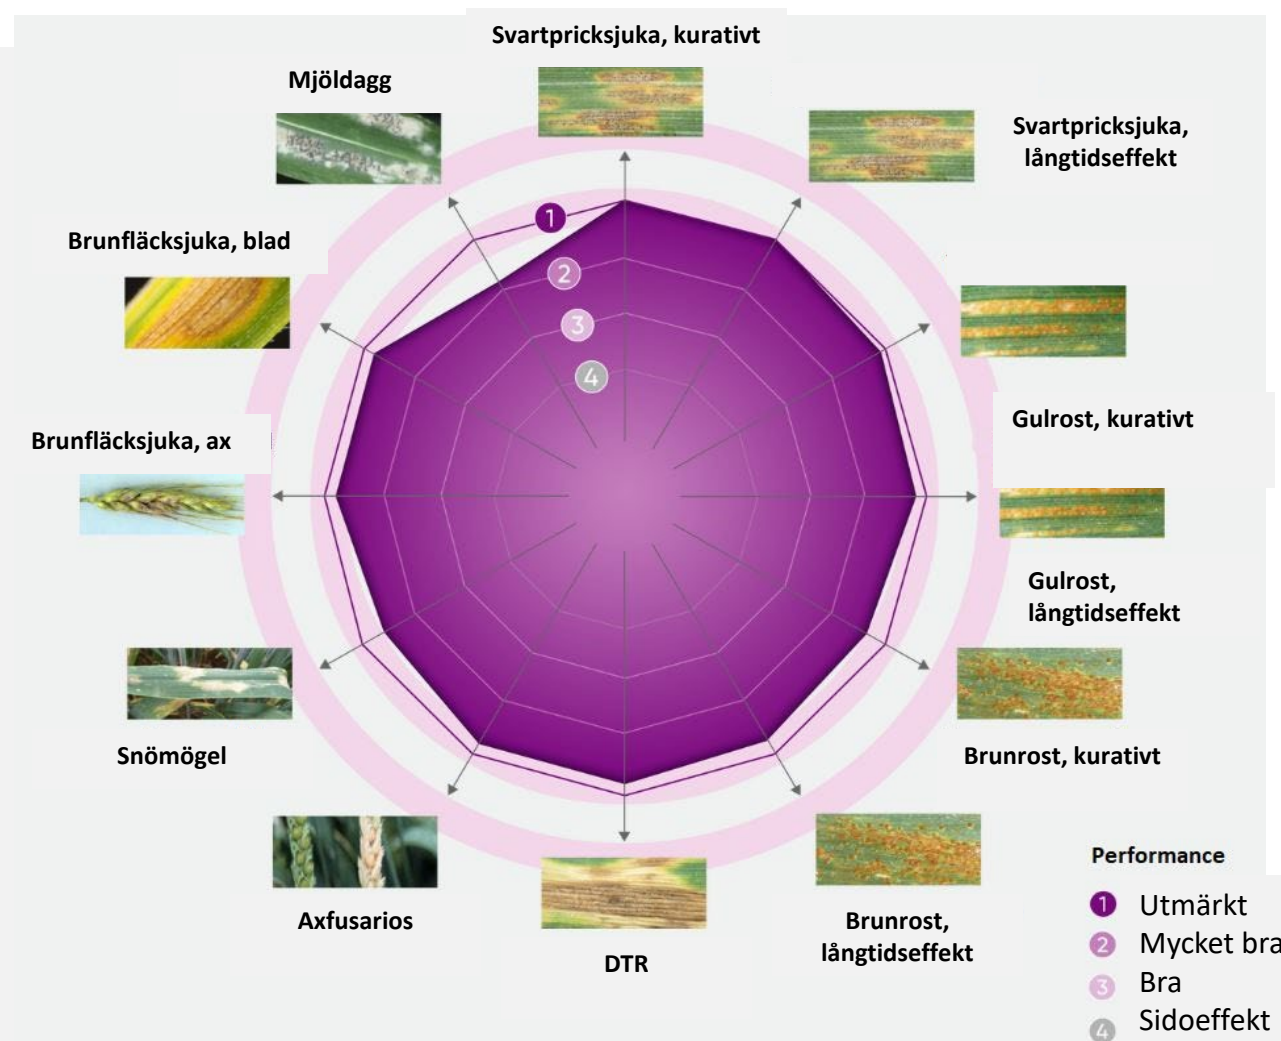 Svartpricksjuka, kurativt
Mjöldagg
Svartpricksjuka,
långtidseffekt
Brunfläcksjuka, blad
1
2
3
4
Gulrost, kurativt
Brunfläcksjuka, ax
Gulrost,
långtidseffekt
Snömögel
Brunrost, kurativt
Axfusarios
Brunrost,
långtidseffekt
DTR
Performance
1 Utmärkt
2 Mycket bra
3 Bra
4 Sidoeffekt